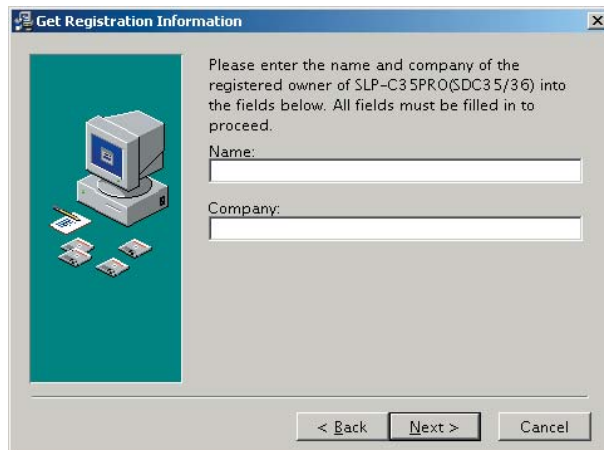 Get Registration Information
Please enter the name and company of the
registered owner of SLP-C35PRO(SDC35/36) into
the fields below. All fields must be filled in to
proceed.
Name:
Company:
< Back
Next >
Cancel